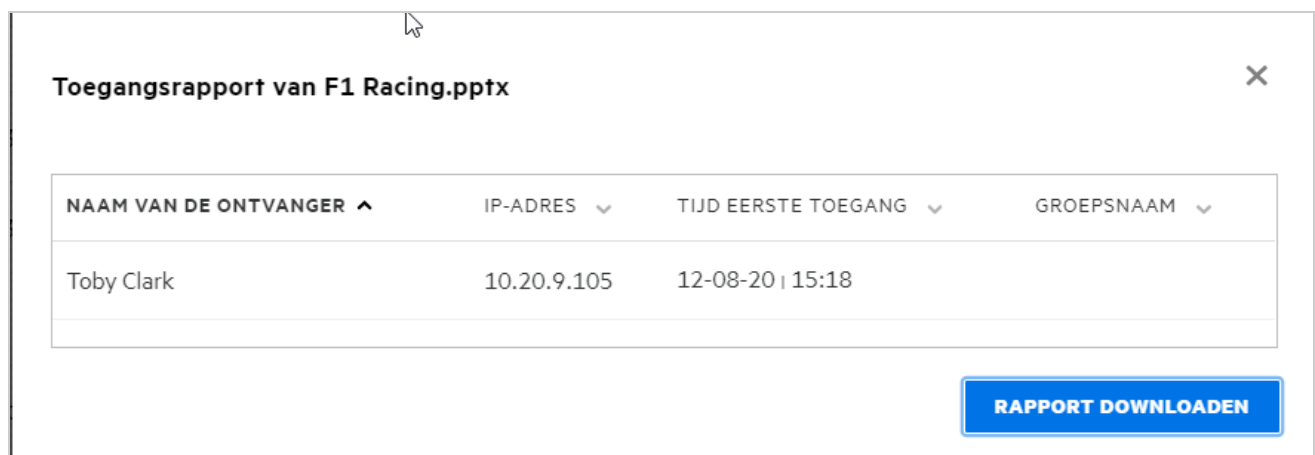 Toegangsrapport van F1 Racing.pptx
NAAM VAN DE ONTVANGER IP-ADRES TIJD EERSTE TOEGANG GROEPSNAAM
Toby Clark 10.20.9.105 12-08-20 | 15:18
RAPPORT DOWNLOADEN